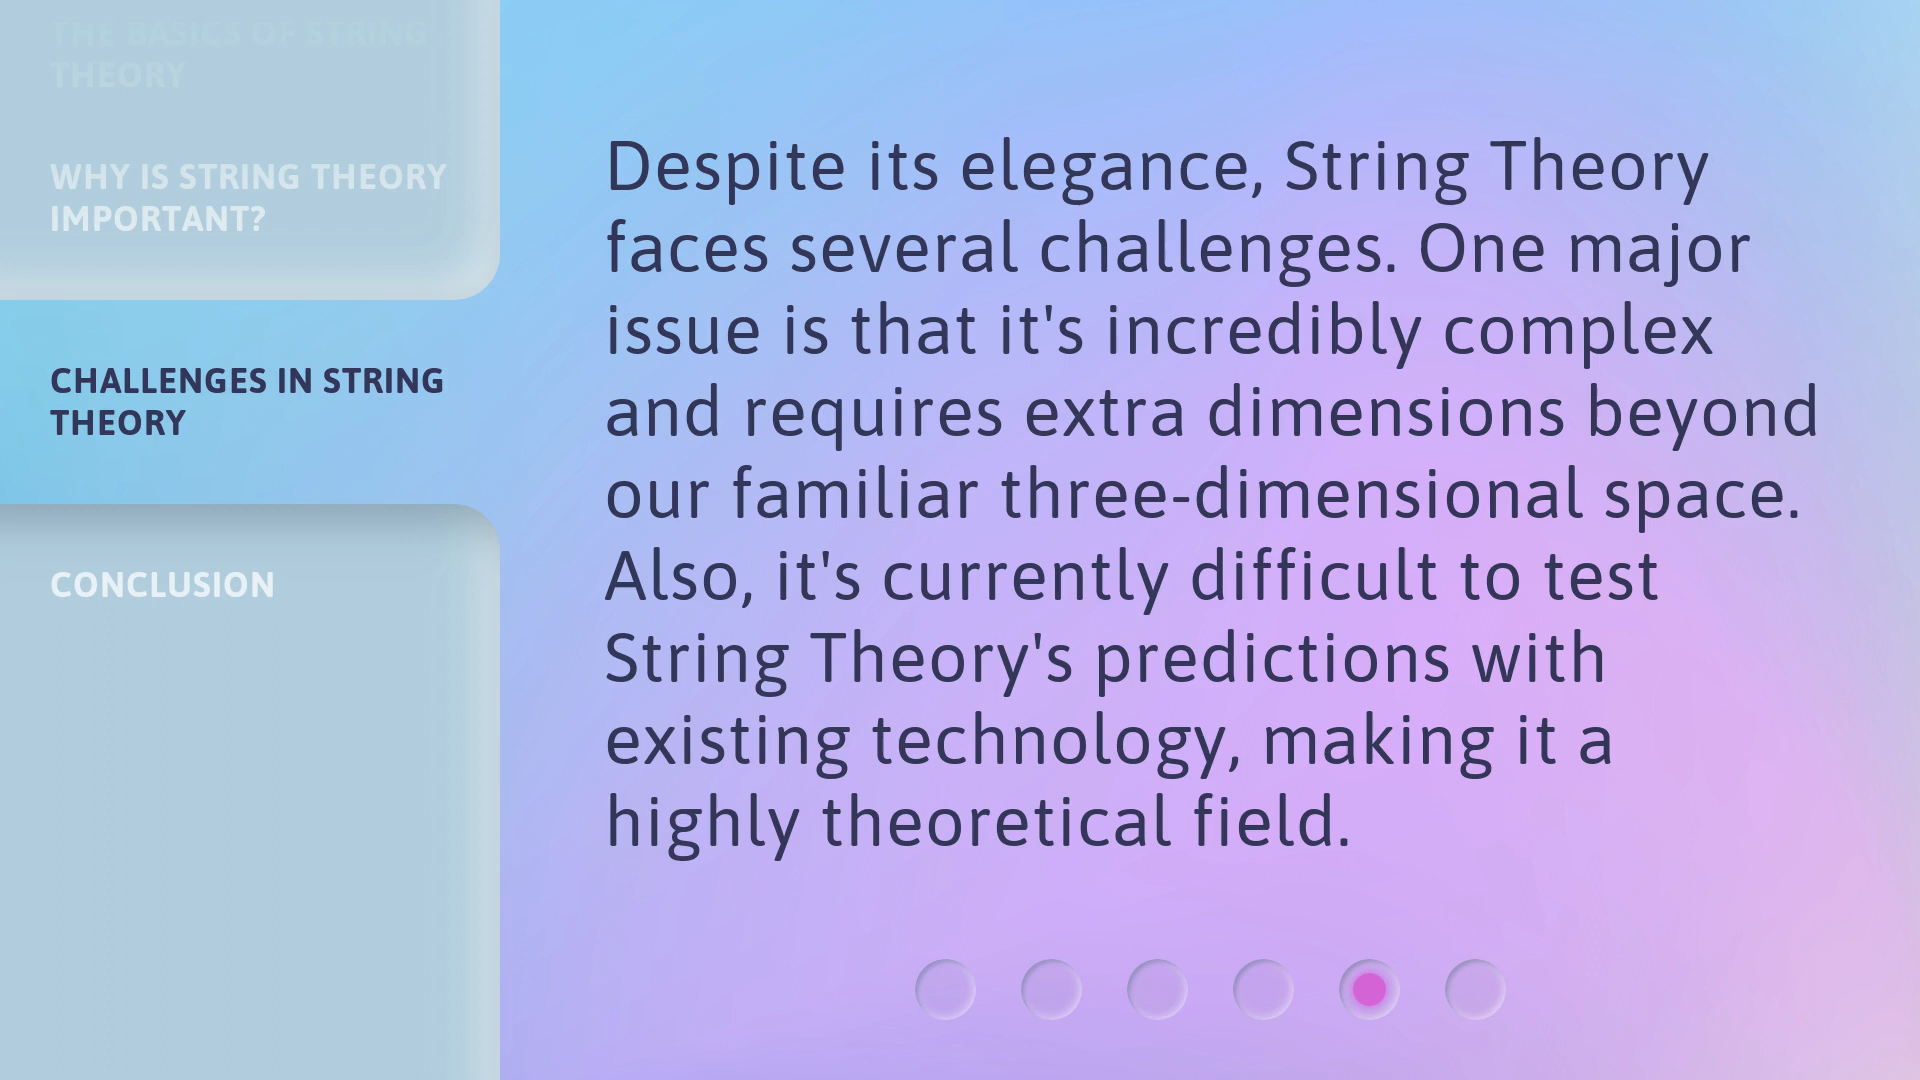 THE BASICS OF STRING
THEORY
WHY IS STRING THEORY
IMPORTANT?
CHALLENGES IN STRING
THEORY
CONCLUSION
Despite its elegance, String Theory
faces several challenges. One major
issue is that it's incredibly complex
and requires extra dimensions beyond
our familiar three-dimensional space.
Also, it's currently difficult to test
String Theory's predictions with
existing technology, making it a
highly theoretical field.